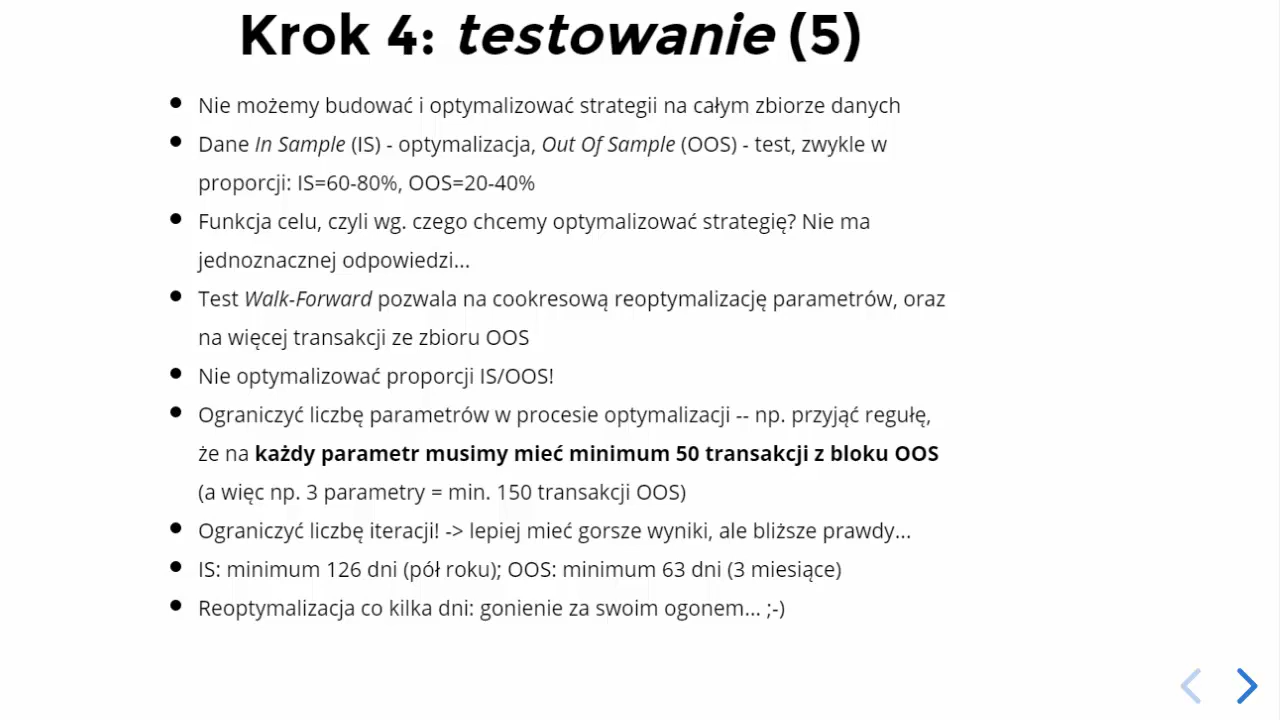 Krok 4: testowanie (5)
Nie możemy budować i optymalizować strategii na całym zbiorze danych
Dane In Sample (IS) - optymalizacja, Out Of Sample (OOS) - test, zwykle w
proporcji: IS=60-80%, OOS=20-40%
Funkcja celu, czyli wg. czego chcemy optymalizować strategię? Nie ma
jednoznacznej odpowiedzi...
Test Walk-Forward pozwala na cookresową reoptymalizację parametrów, oraz
na więcej transakcji ze zbioru OOS
Nie optymalizować proporcji IS/OOS!
Ograniczyć liczbę parametrów w procesie optymalizacji -- np. przyjąć regułę,
że na każdy parametr musimy mieć minimum 50 transakcji z bloku OOS
(a więc np. 3 parametry = min. 150 transakcji OOS)
Ograniczyć liczbę iteracji! -> lepiej mieć gorsze wyniki, ale bliższe prawdy...
IS: minimum 126 dni (pół roku); OOS: minimum 63 dni (3 miesiące)
Reoptymalizacja co kilka dni: gonienie za swoim ogonem... ;-)